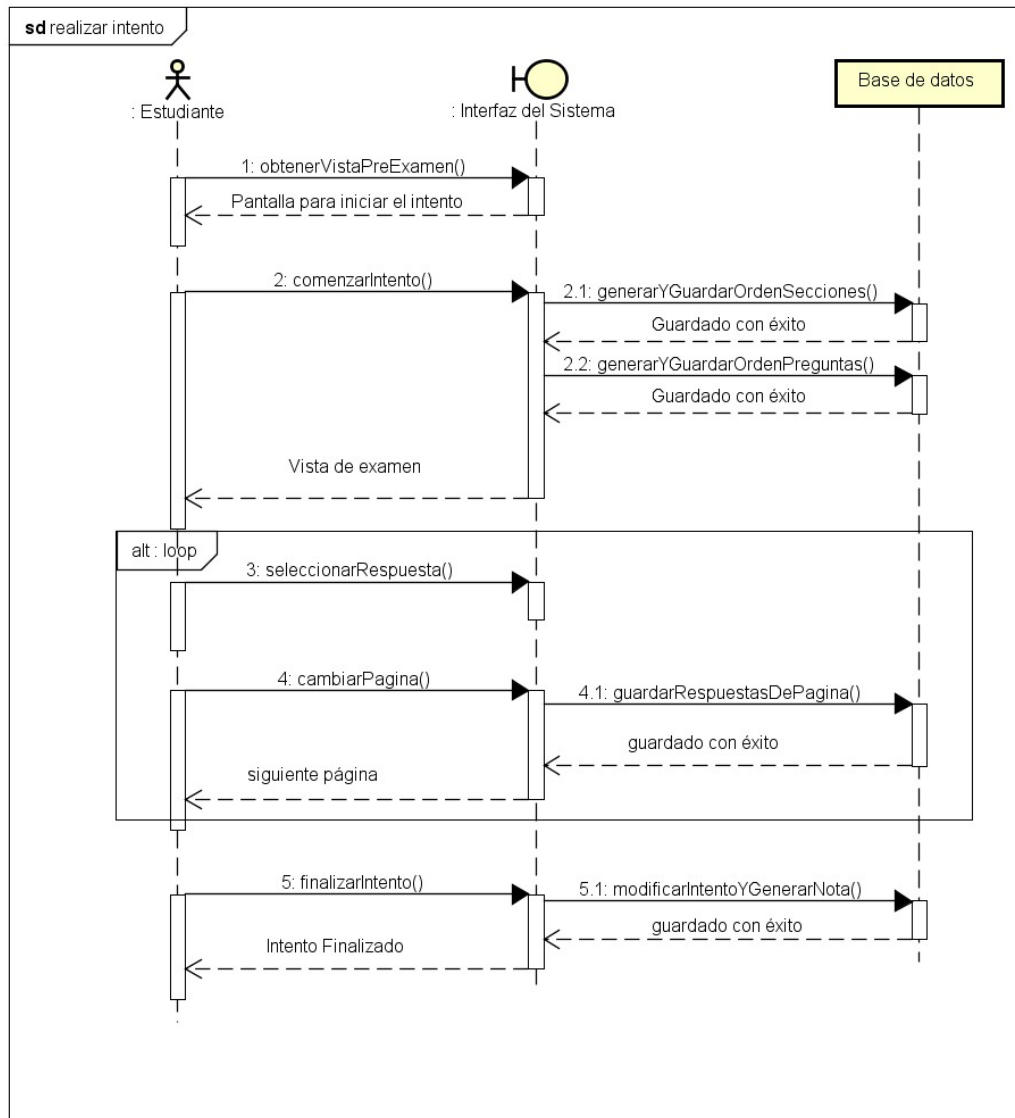 sd realizar intento
: Estudiante
: Interfaz del Sistema
Base de datos
1: obtenerVistaPreExamen()
Pantalla para iniciar el intento
2: comenzarIntento()
2.1: generarYGuardarOrdenSecciones()
Guardado con éxito
2.2: generarYGuardarOrdenPreguntas()
Guardado con éxito
Vista de examen
alt : loop
3: seleccionarRespuesta()
4: cambiarPagina()
4.1: guardarRespuestasDePagina()
guardado con éxito
siguiente página
5: finalizarIntento()
5.1: modificarIntentoYGenerarNota()
guardado con éxito
Intento Finalizado